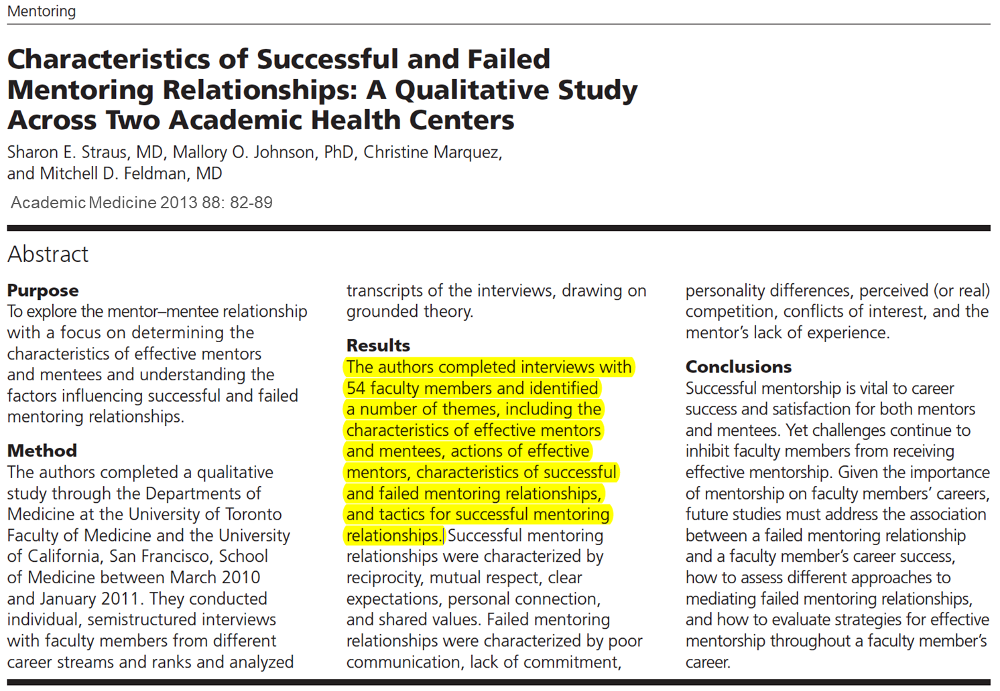 Mentoring
Characteristics of Successful and Failed
Mentoring Relationships: A Qualitative Study
Across Two Academic Health Centers
Sharon E. Straus, MD, Mallory O. Johnson, PhD, Christine Marquez,
and Mitchell D. Feldman, MD
Academic Medicine 2013 88: 82-89
Abstract
Purpose
To explore the mentor–mentee relationship
with a focus on determining the
characteristics of effective mentors
and mentees and understanding the
factors influencing successful and failed
mentoring relationships.
Method
The authors completed a qualitative
study through the Departments of
Medicine at the University of Toronto
Faculty of Medicine and the University
of California, San Francisco, School
of Medicine between March 2010
and January 2011. They conducted
individual, semistructured interviews
with faculty members from different
career streams and ranks and analyzed
transcripts of the interviews, drawing on
grounded theory.
Results
The authors completed interviews with
54 faculty members and identified
a number of themes, including the
characteristics of effective mentors
and mentees, actions of effective
mentors, characteristics of successful
and failed mentoring relationships,
and tactics for successful mentoring
relationships. Successful mentoring
relationships were characterized by
reciprocity, mutual respect, clear
expectations, personal connection,
and shared values. Failed mentoring
relationships were characterized by poor
communication, lack of commitment,
personality differences, perceived (or real)
competition, conflicts of interest, and the
mentor’s lack of experience.
Conclusions
Successful mentorship is vital to career
success and satisfaction for both mentors
and mentees. Yet challenges continue to
inhibit faculty members from receiving
effective mentorship. Given the importance
of mentorship on faculty members’ careers,
future studies must address the association
between a failed mentoring relationship
and a faculty member’s career success,
how to assess different approaches to
mediating failed mentoring relationships,
and how to evaluate strategies for effective
mentorship throughout a faculty member’s
career.